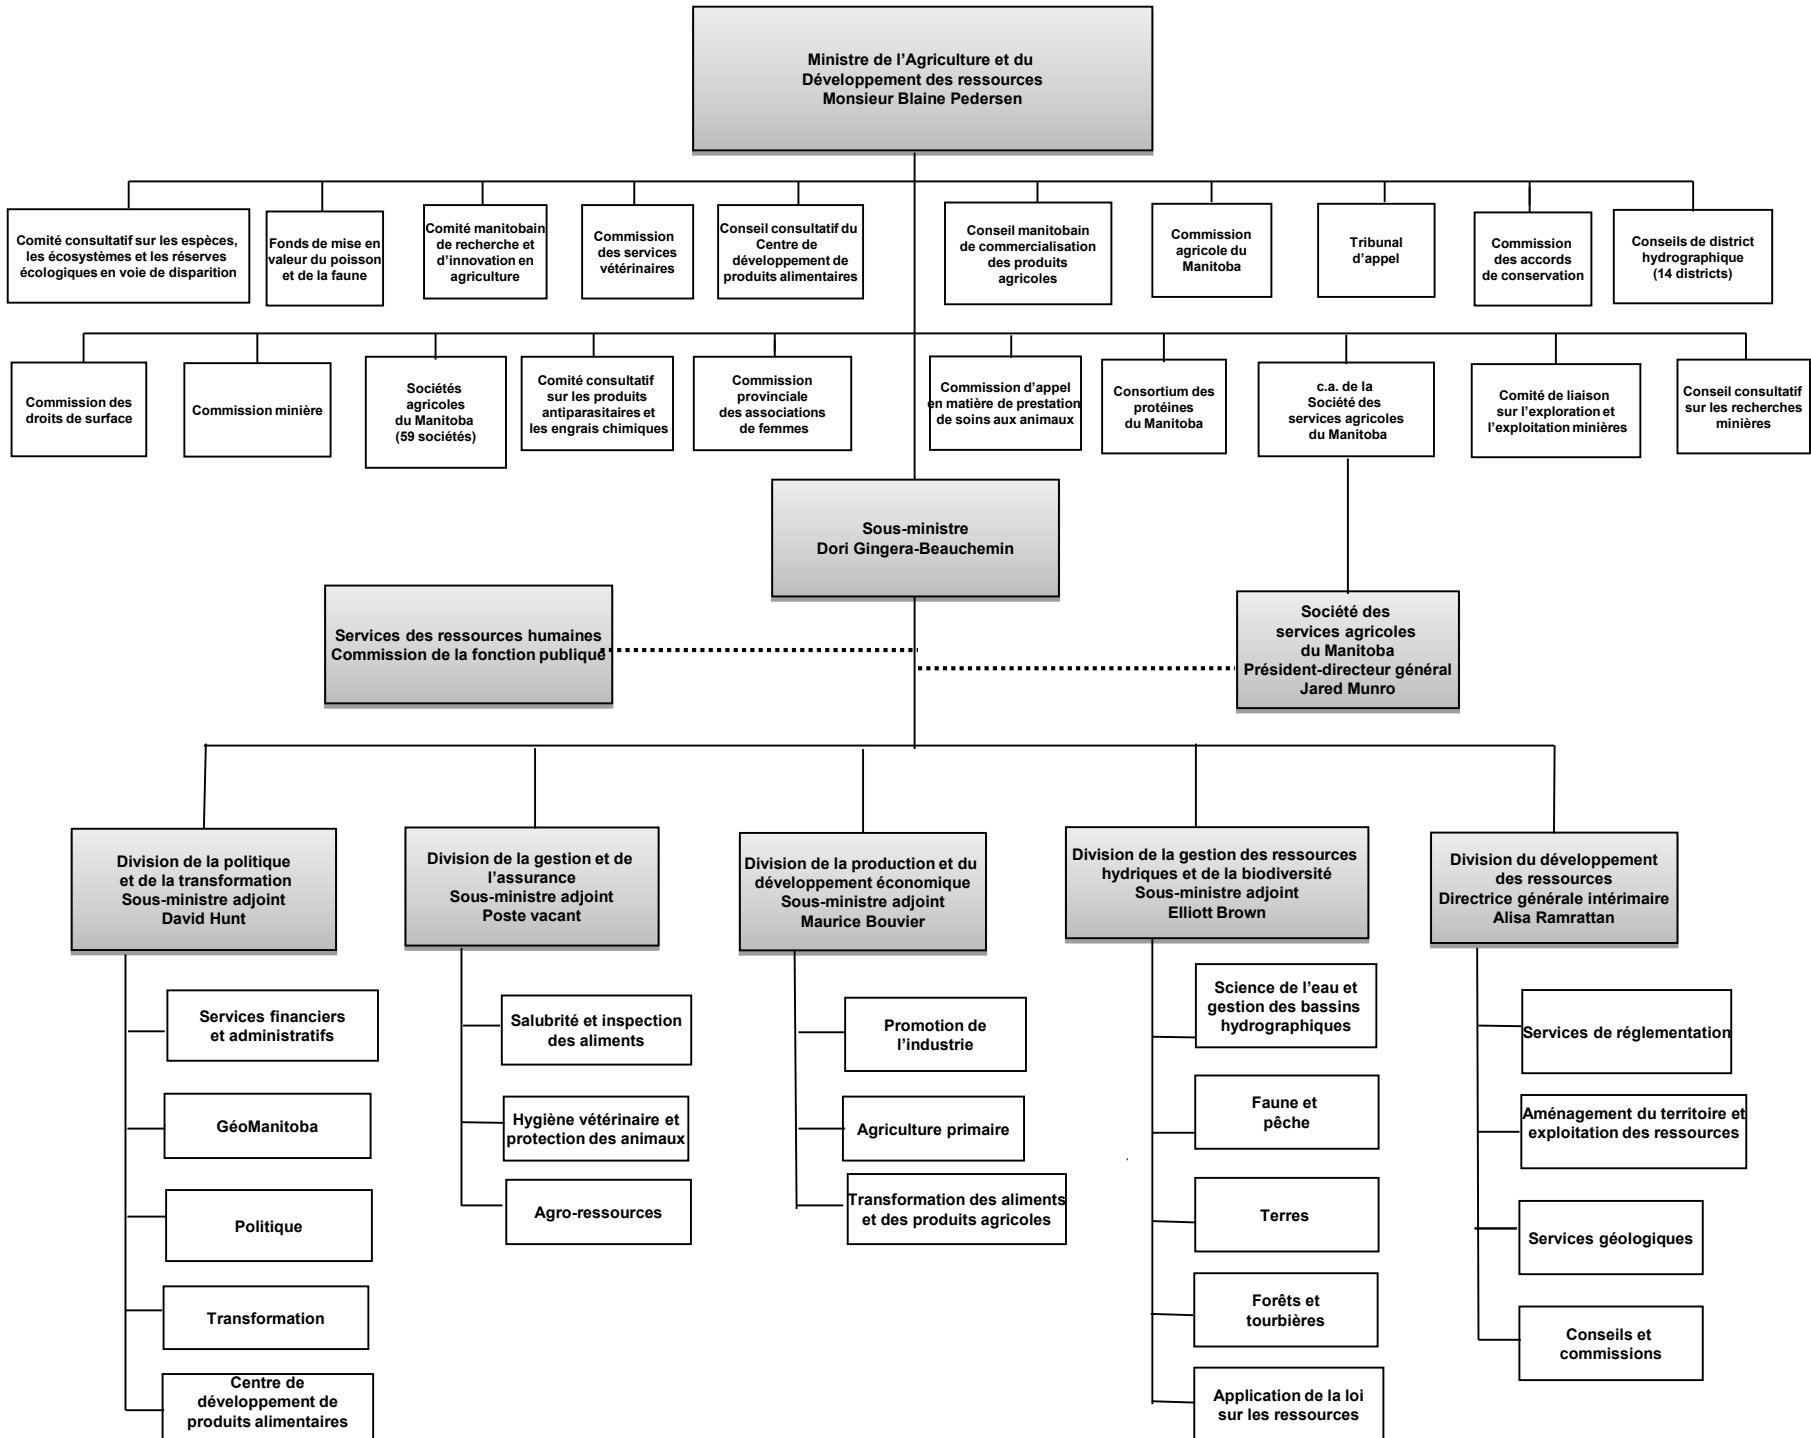 Ministre de l’Agriculture et du
Développement des ressources
Monsieur Blaine Pedersen
Comité consultatif sur les espèces,
les écosystèmes et les réserves
écologiques en voie de disparition
Fonds de mise en
valeur du poisson
et de la faune
Comité manitobain
de recherche et
d’innovation en
agriculture
Commission
des services
vétérinaires
Conseil consultatif du
Centre de
développement de
produits alimentaires
Conseil manitobain
de commercialisation
des produits
agricoles
Commission
agricole du
Manitoba
Tribunal
d’appel
Commission
des accords
de conservation
Conseils de district
hydrographique
(14 districts)
Commission des
droits de surface
Commission minière
Sociétés
agricoles
du Manitoba
(59 sociétés)
Comité consultatif
sur les produits
antiparasitaires et
les engrais chimiques
Commission
provinciale
des associations
de femmes
Commission d’appel
en matière de prestation
de soins aux animaux
Consortium des
protéines
du Manitoba
c.a. de la
Société des
services agricoles
du Manitoba
Comité de liaison
sur l’exploration et
l’exploitation minières
Conseil consultatif
sur les recherches
minières
Sous-ministre
Dori Gingera-Beauchemin
Services des ressources humaines
Commission de la fonction publique
Société des
services agricoles
du Manitoba
Président-directeur général
Jared Munro
Division de la politique
et de la transformation
Sous-ministre adjoint
David Hunt
Division de la gestion et de
l’assurance
Sous-ministre adjoint
Poste vacant
Division de la production et du
développement économique
Sous-ministre adjoint
Maurice Bouvier
Division de la gestion des ressources
hydriques et de la biodiversité
Sous-ministre adjoint
Elliott Brown
Division du développement
des ressources
Directrice générale intérimaire
Alisa Ramrattan
Services financiers
et administratifs
GéoManitoba
Politique
Transformation
Centre de
développement de
produits alimentaires
Salubrité et inspection
des aliments
Hygiène vétérinaire et
protection des animaux
Agro-ressources
Promotion de
l’industrie
Agriculture primaire
Transformation des aliments
et des produits agricoles
Science de l’eau et
gestion des bassins
hydrographiques
Faune et
pêche
Terres
Forêts et
tourbières
Application de la loi
sur les ressources
Services de réglementation
Aménagement du territoire et
exploitation des ressources
Services géologiques
Conseils et
commissions